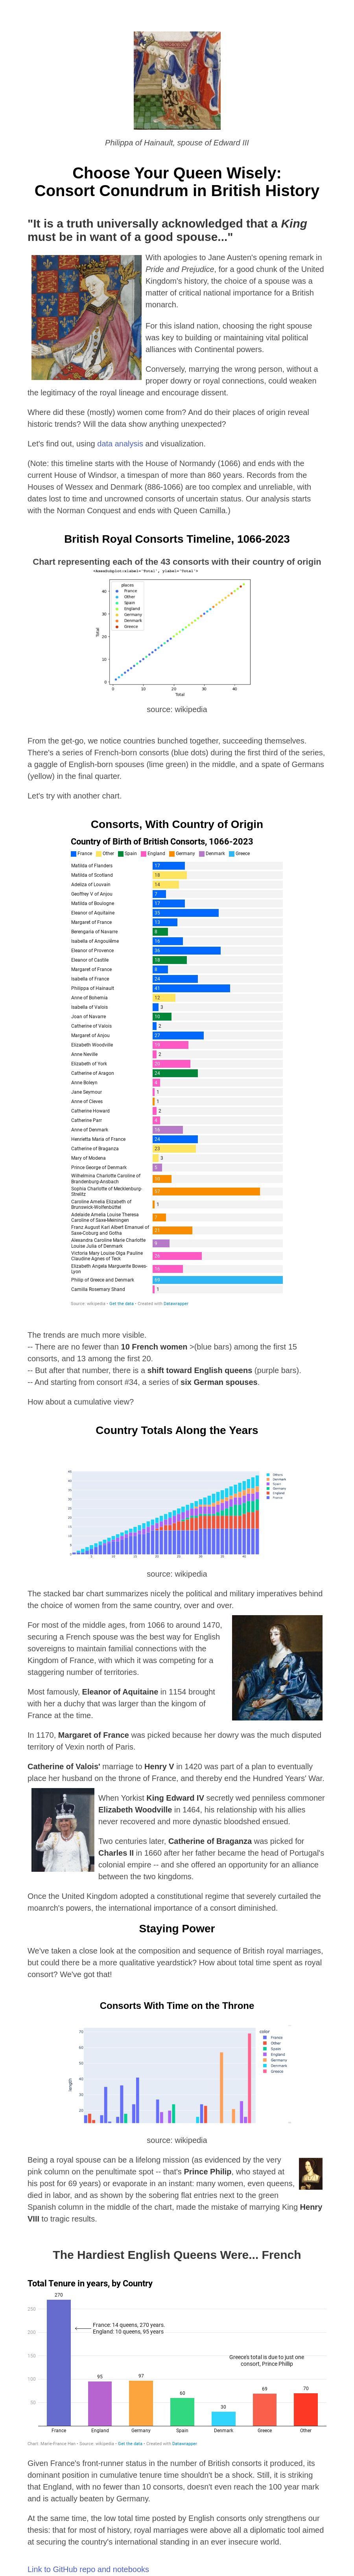 Philippa of Hainault, spouse of Edward III
Choose Your Queen Wisely:
Consort Conundrum in British History
"It is a truth universally acknowledged that a King
must be in want of a good spouse..."
With apologies to Jane Austen's opening remark in
Pride and Prejudice, for a good chunk of the United
Kingdom's history, the choice of a spouse was a
matter of critical national importance for a British
monarch.
For this island nation, choosing the right spouse
was key to building or maintaining vital political
alliances with Continental powers.
Conversely, marrying the wrong person, without a
proper dowry or royal connections, could weaken
the legitimacy of the royal lineage and encourage dissent.
Where did these (mostly) women come from? And do their places of origin reveal
historic trends? Will the data show anything unexpected?
Let's find out, using data analysis and visualization.
(Note: this timeline starts with the House of Normandy (1066) and ends with the
current House of Windsor, a timespan of more than 860 years. Records from the
Houses of Wessex and Denmark (886-1066) are too complex and unreliable, with
dates lost to time and uncrowned consorts of uncertain status. Our analysis starts
with the Norman Conquest and ends with Queen Camilla.)
British Royal Consorts Timeline, 1066-2023
Chart representing each of the 43 consorts with their country of origin
<AxesSubplot:xlabel='Total', ylabel='Total'>
places
France
Other
Spain
England
Germany
Denmark
Greece
40
30
20
10
0
Total
0 10 20 30 40
Total
source: wikipedia
From the get-go, we notice countries bunched together, succeeding themselves.
There's a series of French-born consorts (blue dots) during the first third of the series,
a gaggle of English-born spouses (lime green) in the middle, and a spate of Germans
(yellow) in the final quarter.
Let's try with another chart.
Consorts, With Country of Origin
Country of Birth of British Consorts, 1066-2023
France Other Spain England Germany Denmark Greece
Matilda of Flanders 17
Matilda of Scotland 18
Adeliza of Louvain 14
Geoffrey V of Anjou 7
Matilda of Boulogne 17
Eleanor of Aquitaine 35
Margaret of France 13
Berengaria of Navarre 8
Isabella of Angoulême 16
Eleanor of Provence 36
Eleanor of Castile 18
Margaret of France 8
Isabella of France 24
Philippa of Hainault 41
Anne of Bohemia 12
Isabella of Valois 3
Joan of Navarre 10
Catherine of Valois 2
Margaret of Anjou 27
Elizabeth Woodville 19
Anne Neville 2
Elizabeth of York 20
Catherine of Aragon 24
Anne Boleyn
Jane Seymour 1
Anne of Cleves 1
Catherine Howard 2
Catherine Parr
Anne of Denmark 16
Henrietta Maria of France 24
Catherine of Braganza 23
Mary of Modena 3
Prince George of Denmark 5
Wilhelmina Charlotte Caroline of
Brandenburg-Ansbach 10
Sophia Charlotte of Mecklenburg-
Strelitz 57
Caroline Amelia Elizabeth of
Brunswick-Wolfenbüttel 1
Adelaide Amelia Louise Theresa
Caroline of Saxe-Meiningen 7
Franz August Karl Albert Emanuel of
Saxe-Coburg and Gotha 21
Alexandra Caroline Marie Charlotte
Louise Julia of Denmark 9
Victoria Mary Louise Olga Pauline
Claudine Agnes of Teck 26
Elizabeth Angela Marguerite Bowes-
Lyon 16
Philip of Greece and Denmark 69
Camilla Rosemary Shand 1
Source: wikipedia • Get the data • Created with Datawrapper
The trends are much more visible.
-- There are no fewer than 10 French women >(blue bars) among the first 15
consorts, and 13 among the first 20.
-- But after that number, there is a shift toward English queens (purple bars).
-- And starting from consort #34, a series of six German spouses.
How about a cumulative view?
Country Totals Along the Years
45
40
35
30
25
20
15
10
5
0
5 10 15 20 25 30 35 40
Others
Germany
Spain
England
France
source: wikipedia
The stacked bar chart summarizes nicely the political and military imperatives behind
the choice of women from the same country, over and over.
For most of the middle ages, from 1066 to around 1470,
securing a French spouse was the best way for English
sovereigns to maintain familial connections with the
Kingdom of France, with which it was competing for a
staggering number of territories.
Most famously, Eleanor of Aquitaine in 1154 brought
with her a duchy that was larger than the kingom of
France at the time.
In 1170, Margaret of France was picked because her dowry was the much disputed
territory of Vexin north of Paris.
Catherine of Valois' marriage to Henry V in 1420 was part of a plan to eventually
place her husband on the throne of France, and thereby end the Hundred Years' War.
When Yorkist King Edward IV secretly wed penniless commoner
Elizabeth Woodville in 1464, his relationship with his allies
never recovered and more dynastic bloodshed ensued.
Two centuries later, Catherine of Braganza was picked for
Charles II in 1660 after her father became the head of Portugal's
colonial empire -- and she offered an opportunity for an alliance
between the two kingdoms.
Once the United Kingdom adopted a constitutional regime that severely curtailed the
moanrch's powers, the international importance of a consort diminished.
Staying Power
We've taken a close look at the composition and sequence of British royal marriages,
but could there be a more qualitative yeardstick? How about total time spent as royal
consort? We've got that!
Consorts With Time on the Throne
70
60
50
40
30
20
length
color
France
Other
Spain
England
Germany
Denmark
Greece
source: wikipedia
Being a royal spouse can be a lifelong mission (as evidenced by the very
pink column on the penultimate spot -- that's Prince Philip, who stayed at
his post for 69 years) or evaporate in an instant: many women, even queens,
died in labor, and as shown by the sobering flat entries next to the green
Spanish column in the middle of the chart, made the mistake of marrying King Henry
VIII to tragic results.
The Hardiest English Queens Were... French
Total Tenure in years, by Country
250
200
150
100
50
270
95
97
60
30
69
70
France: 14 queens, 270 years.
England: 10 queens, 95 years
Greece's total is due to just one
consort, Prince Phillip
France England Germany Spain Denmark Greece Other
Source: wikipedia • Get the data • Created with Datawrapper
Given France's front-runner status in the number of British consorts it produced, its
dominant position in cumulative tenure time shouldn't be a shock. Still, it is striking
that England, with no fewer than 10 consorts, doesn't even reach the 100 year mark
and is actually beaten by Germany.
At the same time, the low total time posted by English consorts only strengthens our
thesis: that for most of history, royal marriages were above all a diplomatic tool aimed
at securing the country's international standing in an ever insecure world.
Link to GitHub repo and notebooks